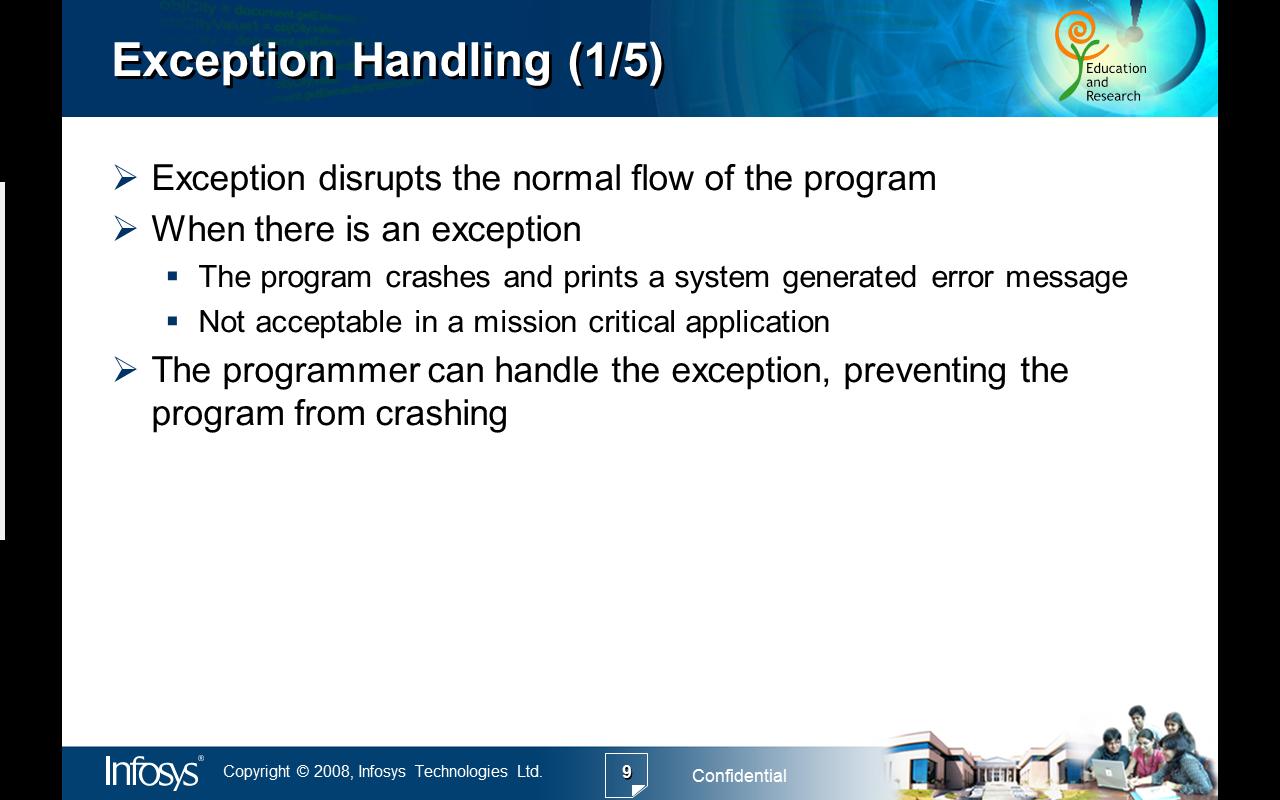 Exception Handling (1/5)
Education
and
Research
Exception disrupts the normal flow of the program
When there is an exception
The program crashes and prints a system generated error message
Not acceptable in a mission critical application
The programmer can handle the exception, preventing the
program from crashing
Infosys®
Copyright © 2008, Infosys Technologies Ltd.
9
Confidential